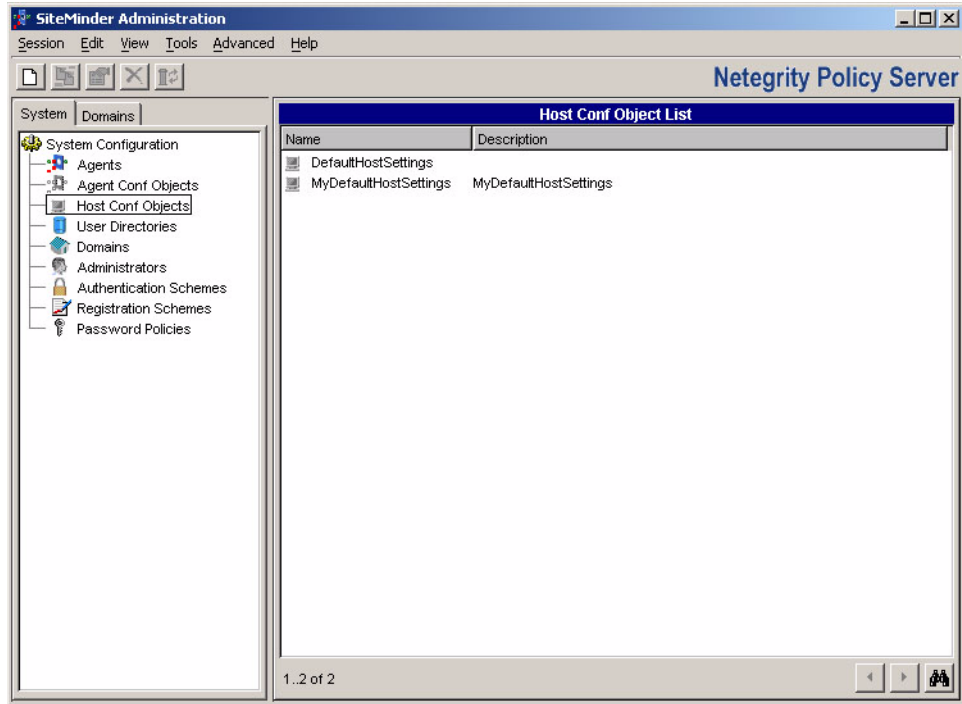 SiteMinder Administration
Session Edit View Tools Advanced Help
Netegrity Policy Server
System Domains
System Configuration
Agents
Agent Conf Objects
Host Conf Objects
User Directories
Domains
Administrators
Authentication Schemes
Registration Schemes
Password Policies
Host Conf Object List
Name Description
DefaultHostSettings
MyDefaultHostSettings MyDefaultHostSettings
1..2 of 2